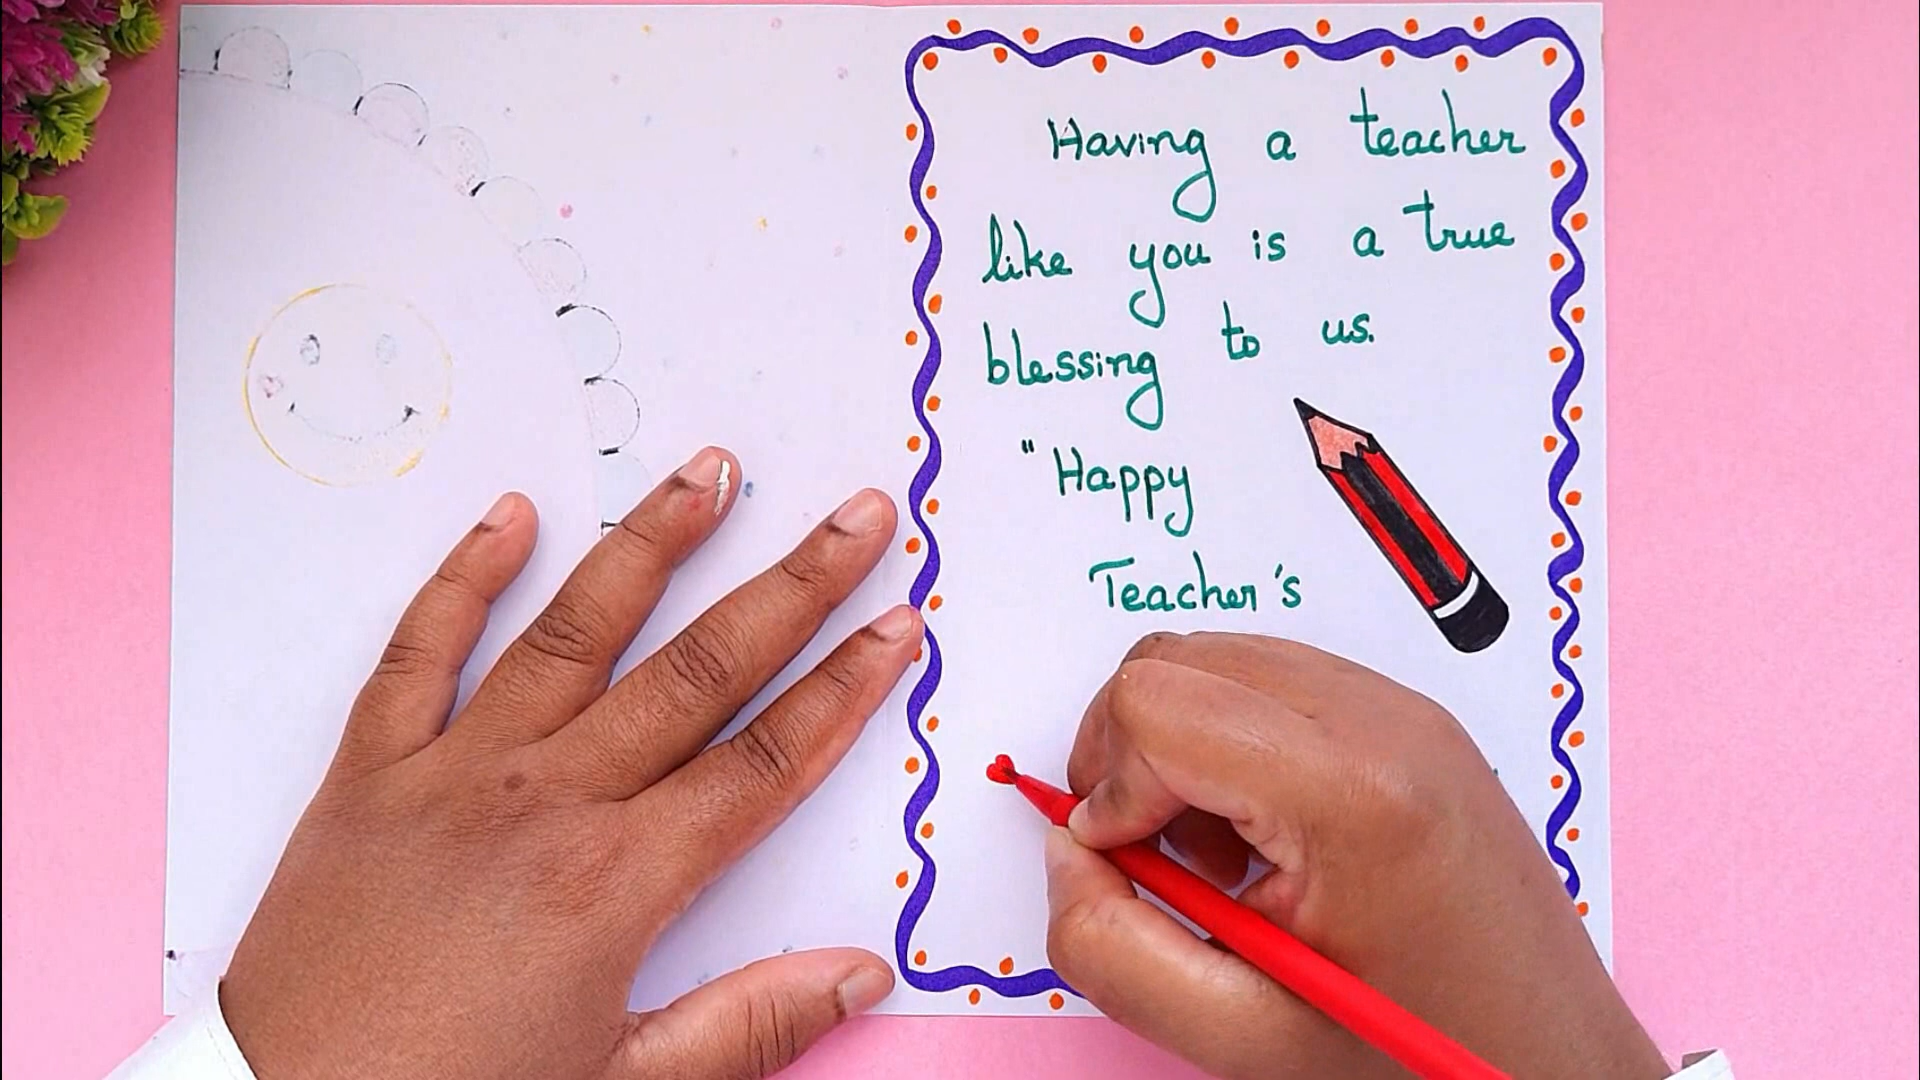 Having a teacher
like you is a true
blessing to us.
"Happy
Teacher's